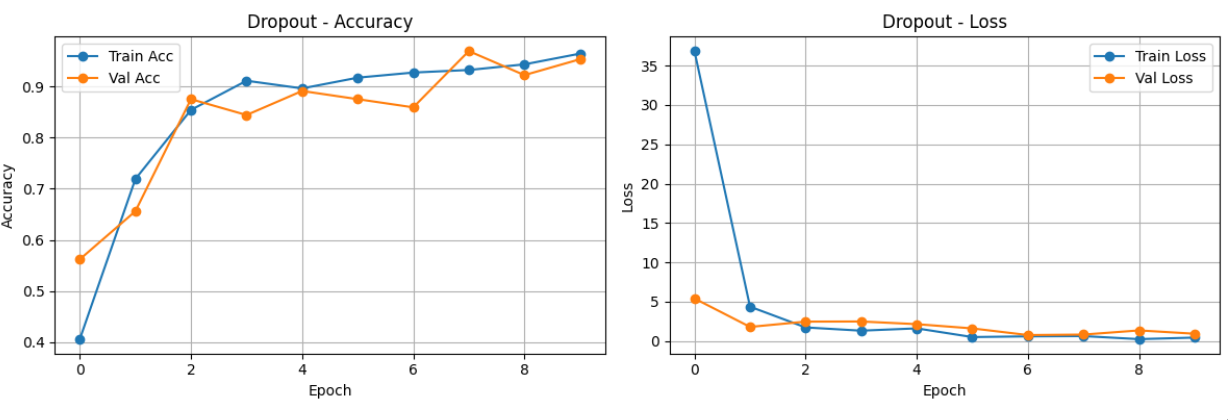 Dropout - Accuracy
Train Acc
Val Acc
Accuracy
0.9
0.8
0.7
0.6
0.5
0.4
0 2 4 6 8
Epoch
Dropout - Loss
Train Loss
Val Loss
Loss
35
30
25
20
15
10
5
0
0 2 4 6 8
Epoch